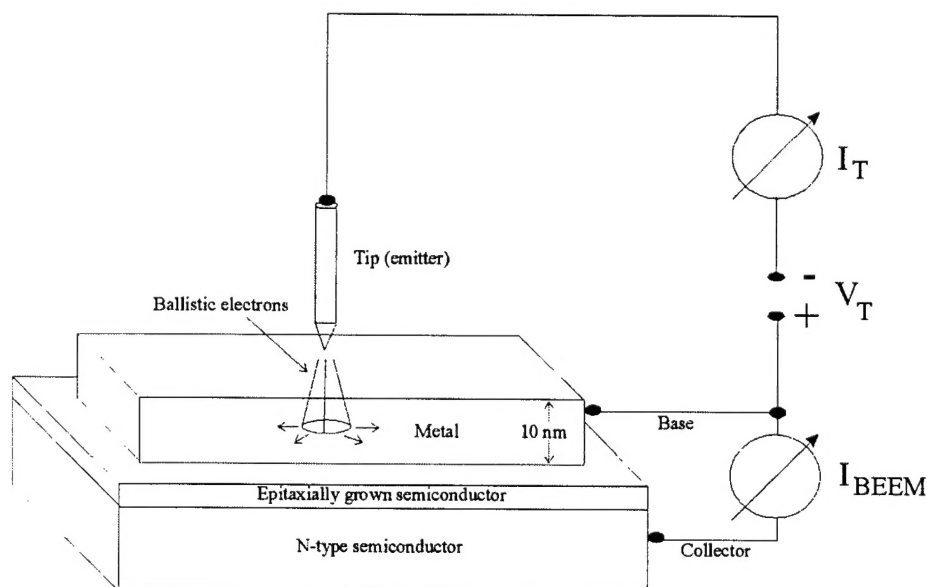 I_T
Tip (emitter)
-
V_T
+
Ballistic electrons
Metal
10 nm
Base
I_BEEM
Epitaxially grown semiconductor
N-type semiconductor
Collector